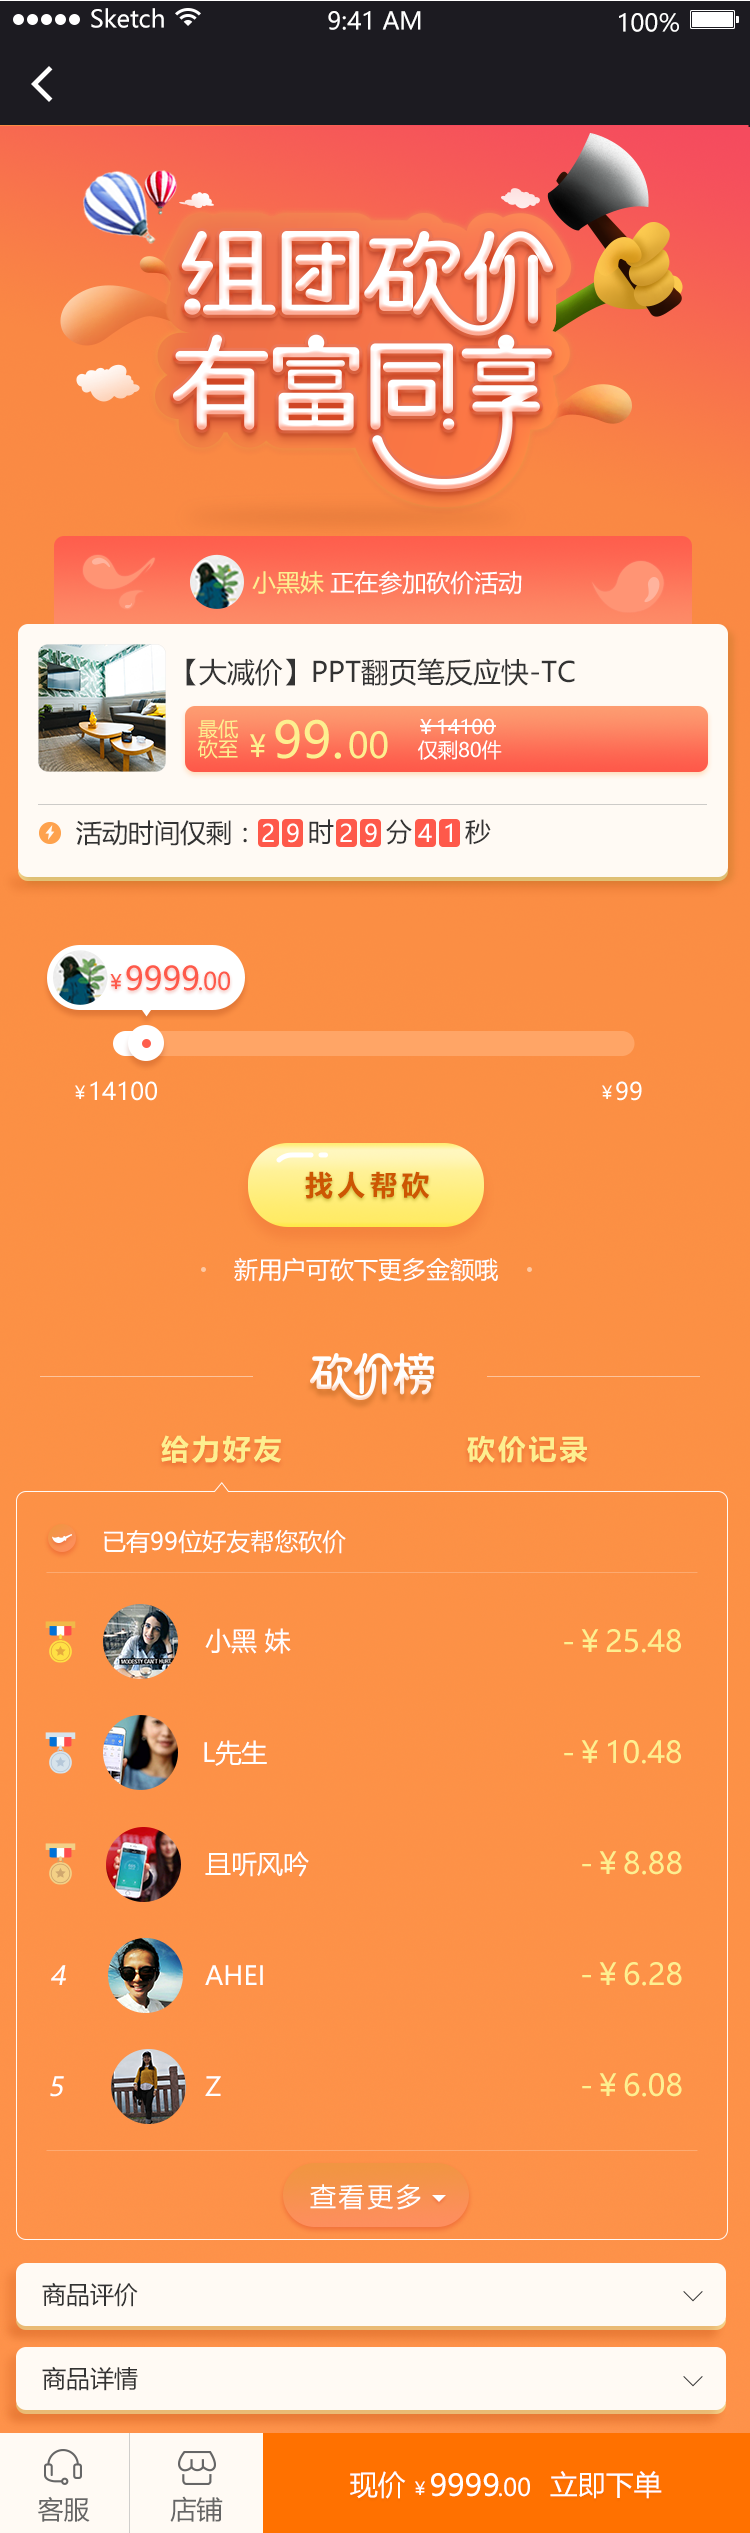 Sketch 9:41 AM 100%
组团砍价
有富同享
小黑妹 正在参加砍价活动
【大减价】PPT翻页笔反应快-TC
最低
砍至
¥99.00
¥14100
仅剩80件
活动时间仅剩：29时29分41秒
¥9999.00
¥14100
¥99
找人帮砍
新用户可砍下更多金额哦
砍价榜
给力好友 砍价记录
已有99位好友帮您砍价
小黑 妹 -¥25.48
MODESTY CAN'T HURT
L先生 -¥10.48
且听风吟 -¥8.88
4 AHEI -¥6.28
5 Z -¥6.08
查看更多
商品评价
商品详情
客服 店铺 现价 ¥9999.00 立即下单